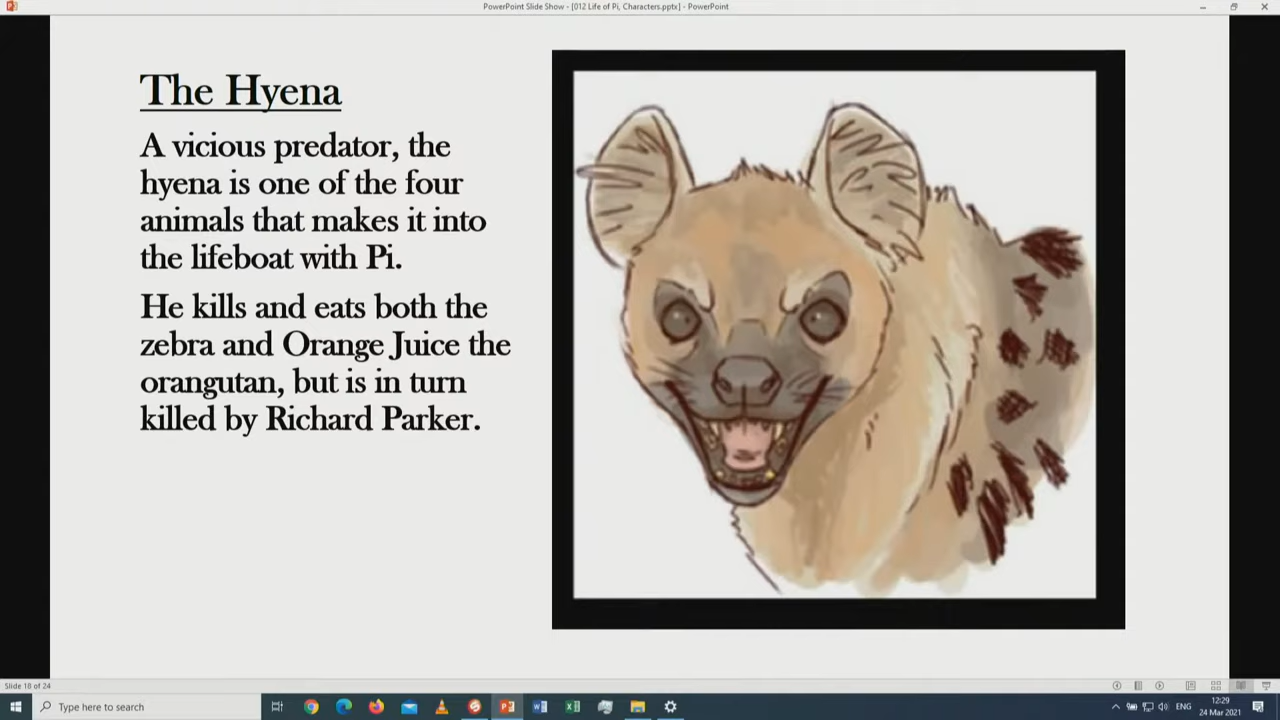 PowerPoint Slide Show - [012 Life of Pi, Characters.pptx] - PowerPoint
The Hyena
A vicious predator, the
hyena is one of the four
animals that makes it into
the lifeboat with Pi.
He kills and eats both the
zebra and Orange Juice the
orangutan, but is in turn
killed by Richard Parker.
Slide 10 of 24
Type here to search
ENG
12:29
24 Mar 2021